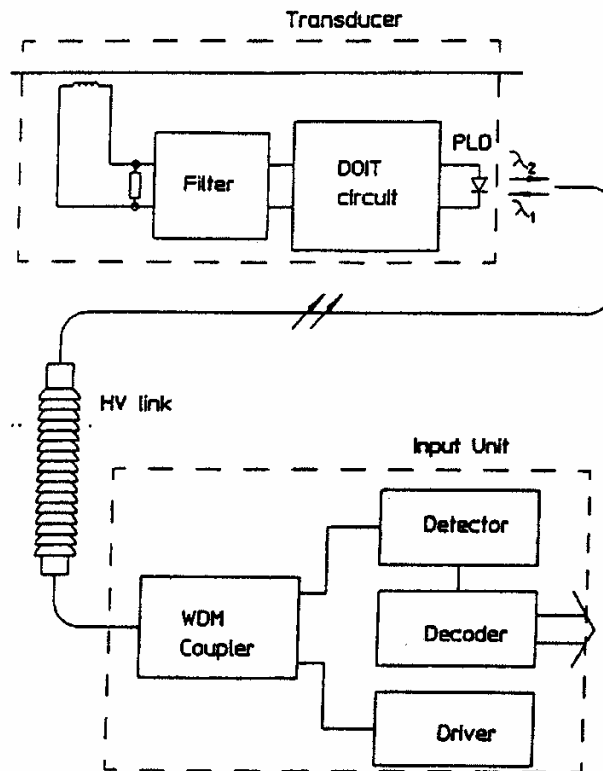 Transducer
PLD
Filter
DOIT
circuit
λ₂
λ₁
HV link
Input Unit
Detector
WDM
Coupler
Decoder
Driver